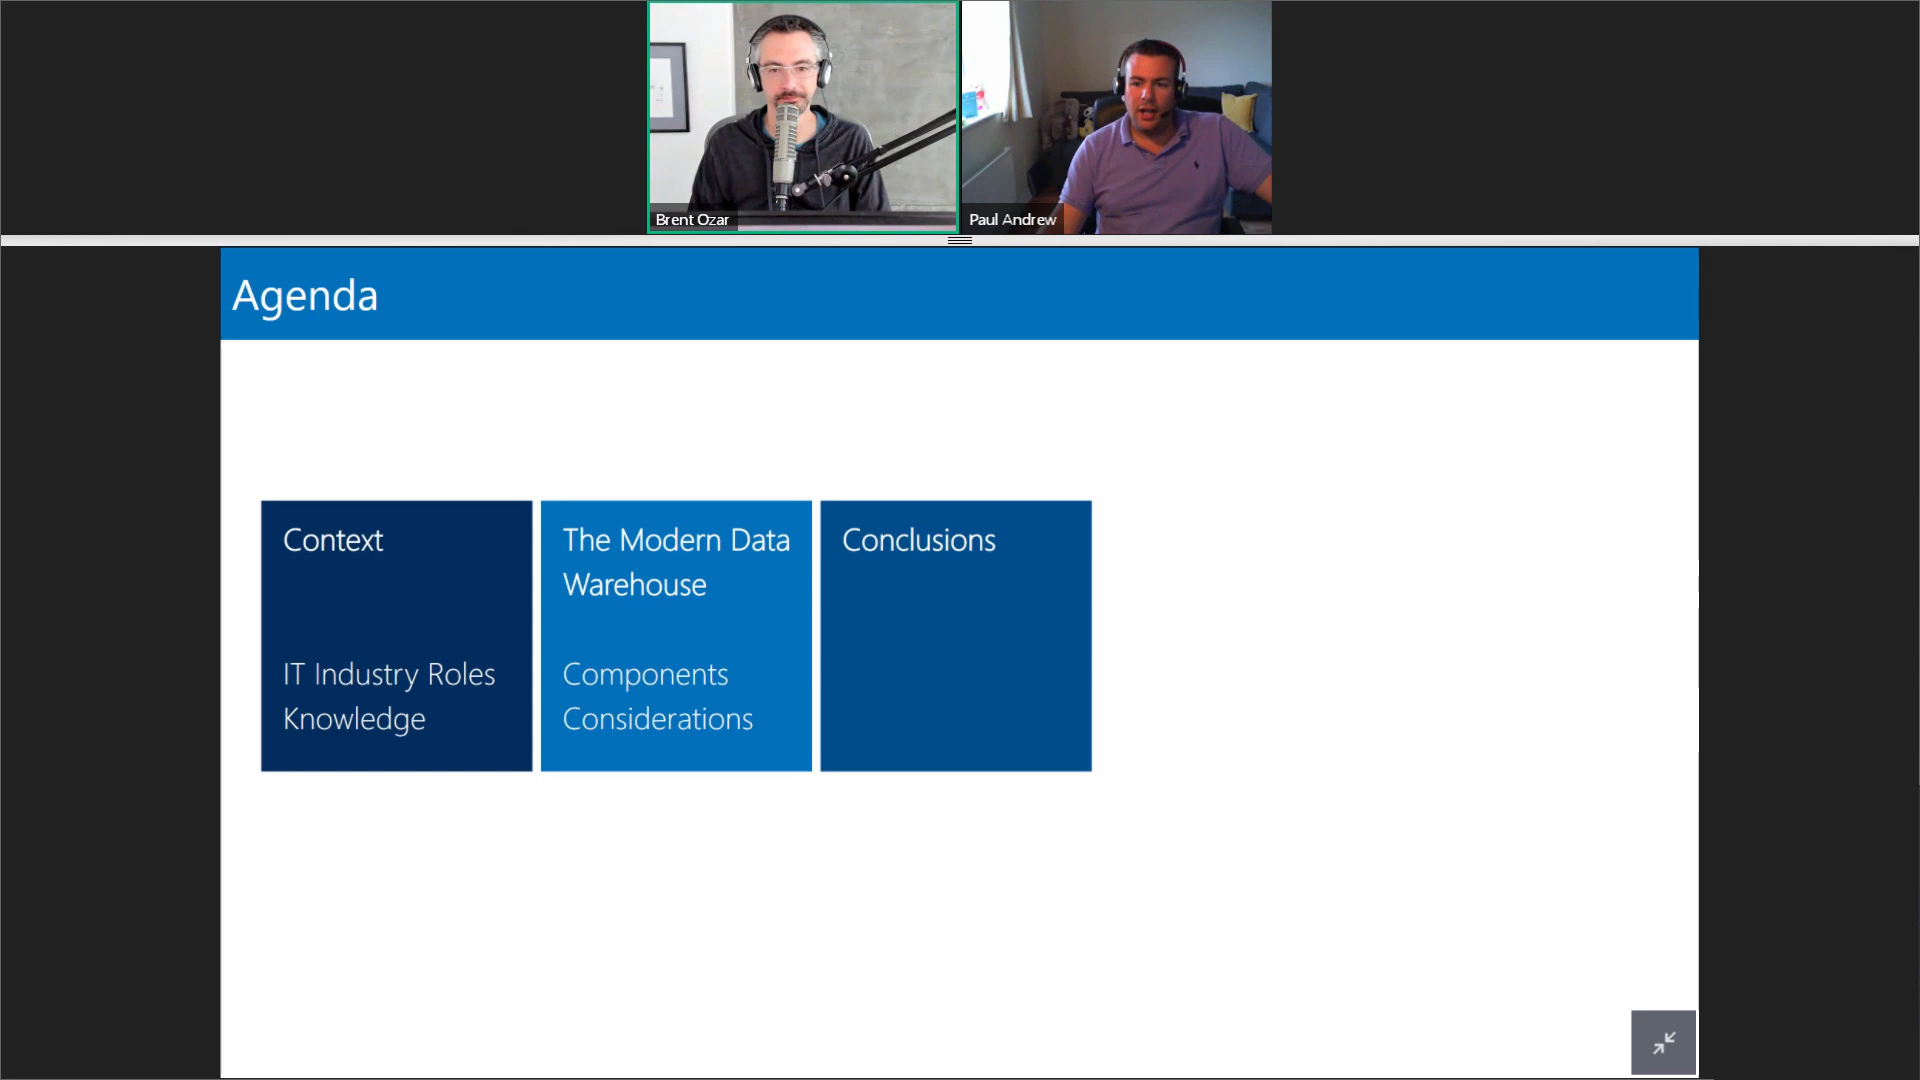 Brent Ozar
Paul Andrew
Agenda
Context
IT Industry Roles
Knowledge
The Modern Data
Warehouse
Components
Considerations
Conclusions